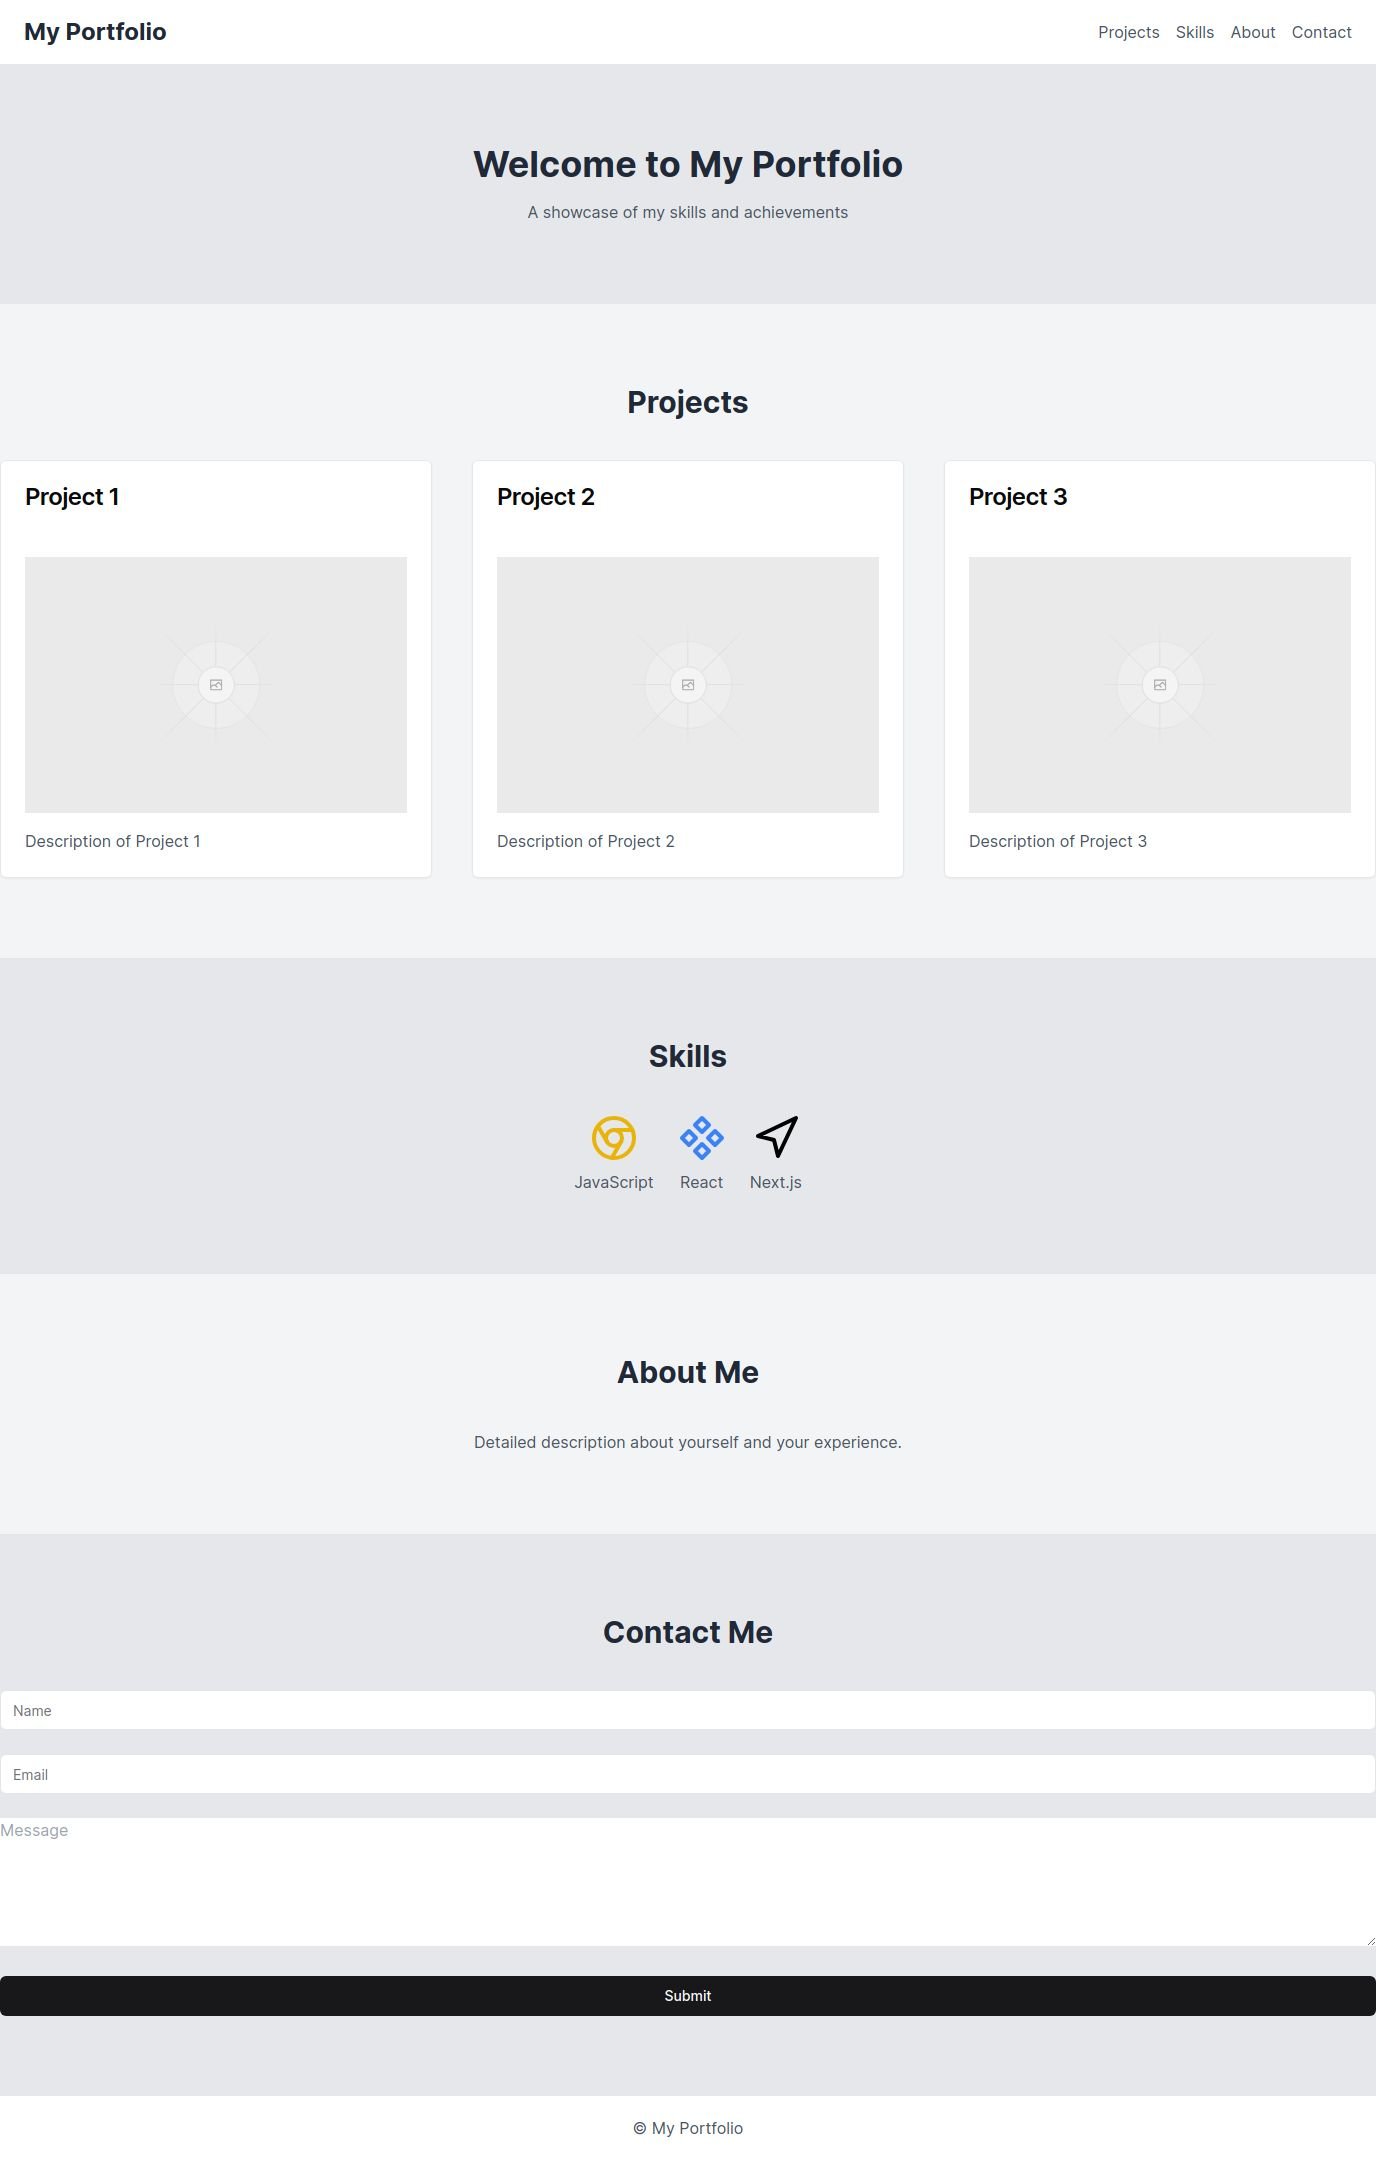 My Portfolio
Projects Skills About Contact
Welcome to My Portfolio
A showcase of my skills and achievements
Projects
Project 1
Description of Project 1
Project 2
Description of Project 2
Project 3
Description of Project 3
Skills
JavaScript
React
Next.js
About Me
Detailed description about yourself and your experience.
Contact Me
Name
Email
Message
Submit
© My Portfolio